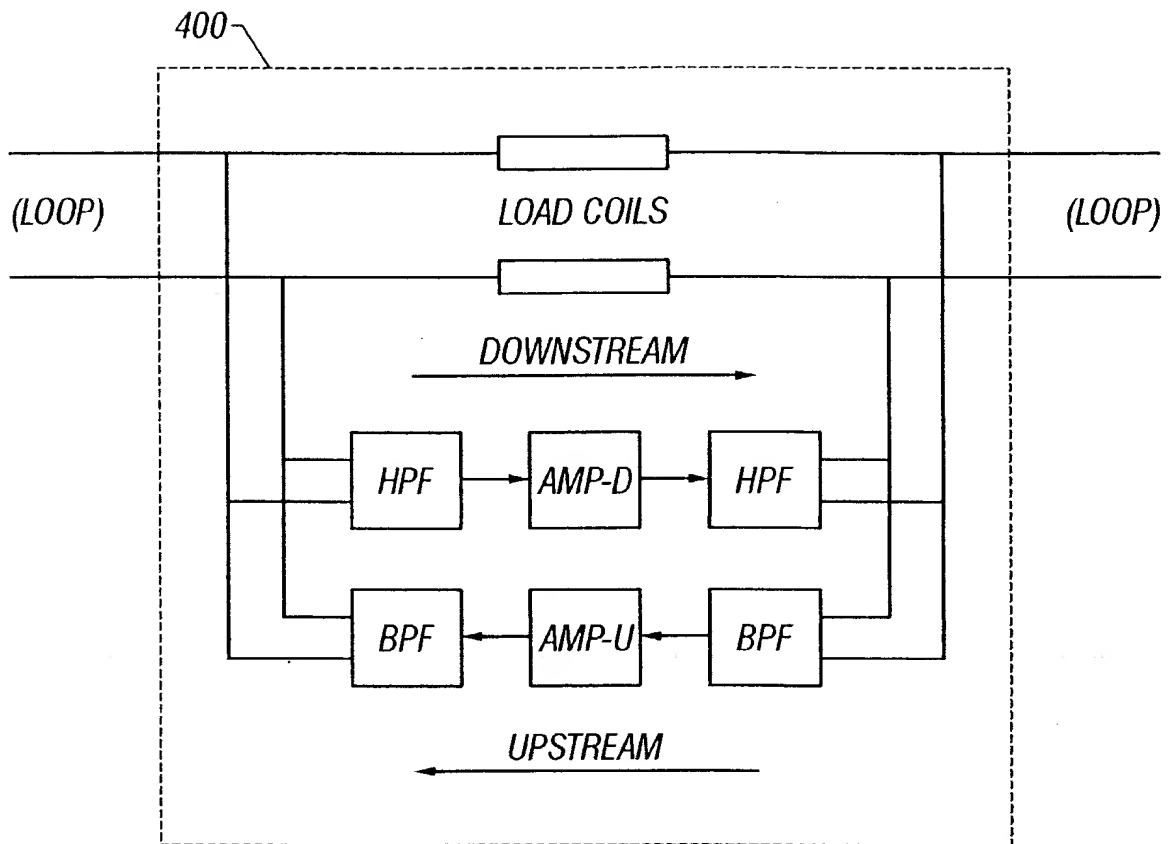 400
(LOOP) LOAD COILS (LOOP)
DOWNSTREAM
HPF AMP-D HPF
BPF AMP-U BPF
UPSTREAM